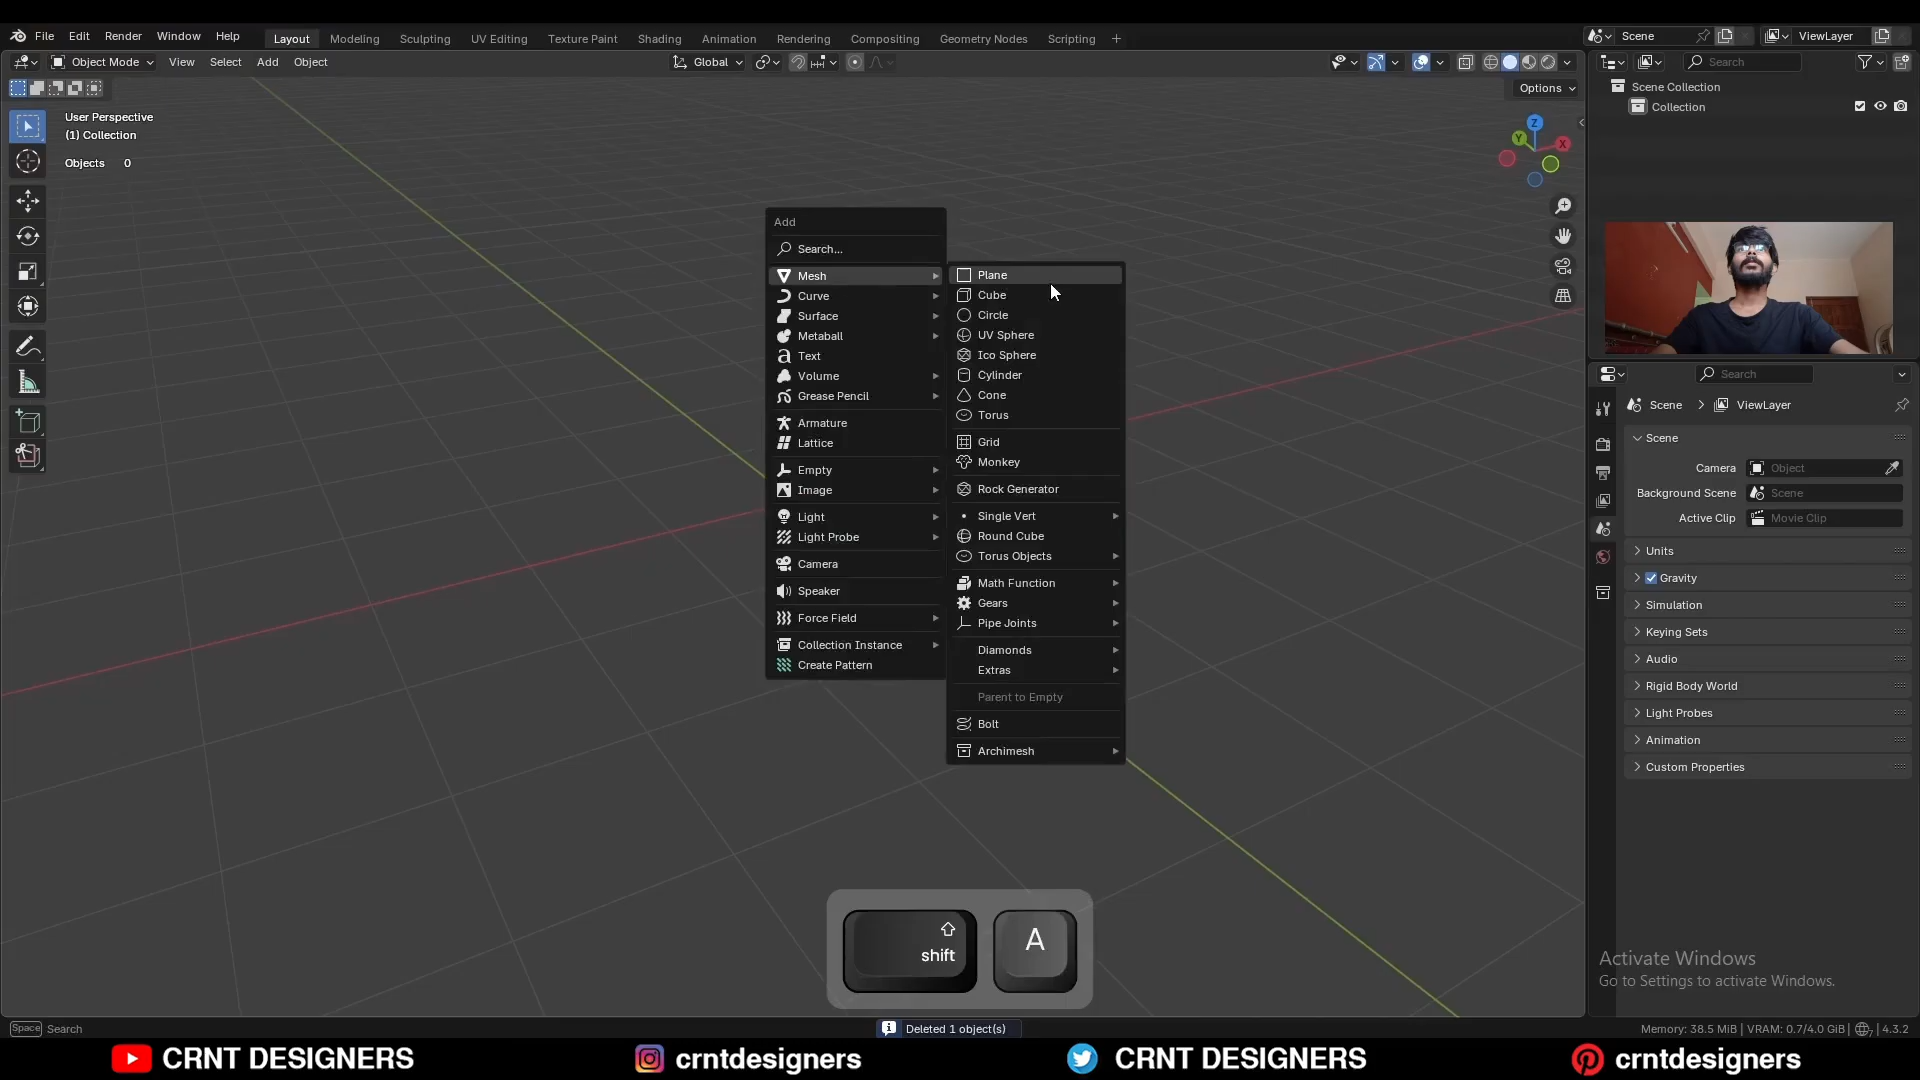 File Edit Render Window Help Layout Modeling Sculpting UV Editing Texture Paint Shading Animation Rendering Compositing Geometry Nodes Scripting + Scene ViewLayer
Object Mode View Select Add Object Global Search
Options
User Perspective
(1) Collection
Objects 0
Z
Y
X
Scene Collection
Collection
Add
Search...
Mesh
Curve
Surface
Metaball
Text
Volume
Grease Pencil
Armature
Lattice
Empty
Image
Light
Light Probe
Camera
Speaker
Force Field
Collection Instance
Create Pattern
Plane
Cube
Circle
UV Sphere
Ico Sphere
Cylinder
Cone
Torus
Grid
Monkey
Rock Generator
Single Vert
Round Cube
Torus Objects
Math Function
Gears
Pipe Joints
Diamonds
Extras
Parent to Empty
Bolt
Archimesh
Search
Scene > ViewLayer
Scene
Camera Object
Background Scene Scene
Active Clip Movie Clip
Units
Gravity
Simulation
Keying Sets
Audio
Rigid Body World
Light Probes
Animation
Custom Properties
shift
A
Activate Windows
Go to Settings to activate Windows.
Space Search
Deleted 1 object(s)
Memory: 38.5 MiB | VRAM: 0.7/4.0 GiB | 4.3.2
CRNT DESIGNERS crntdesigners CRNT DESIGNERS crntdesigners